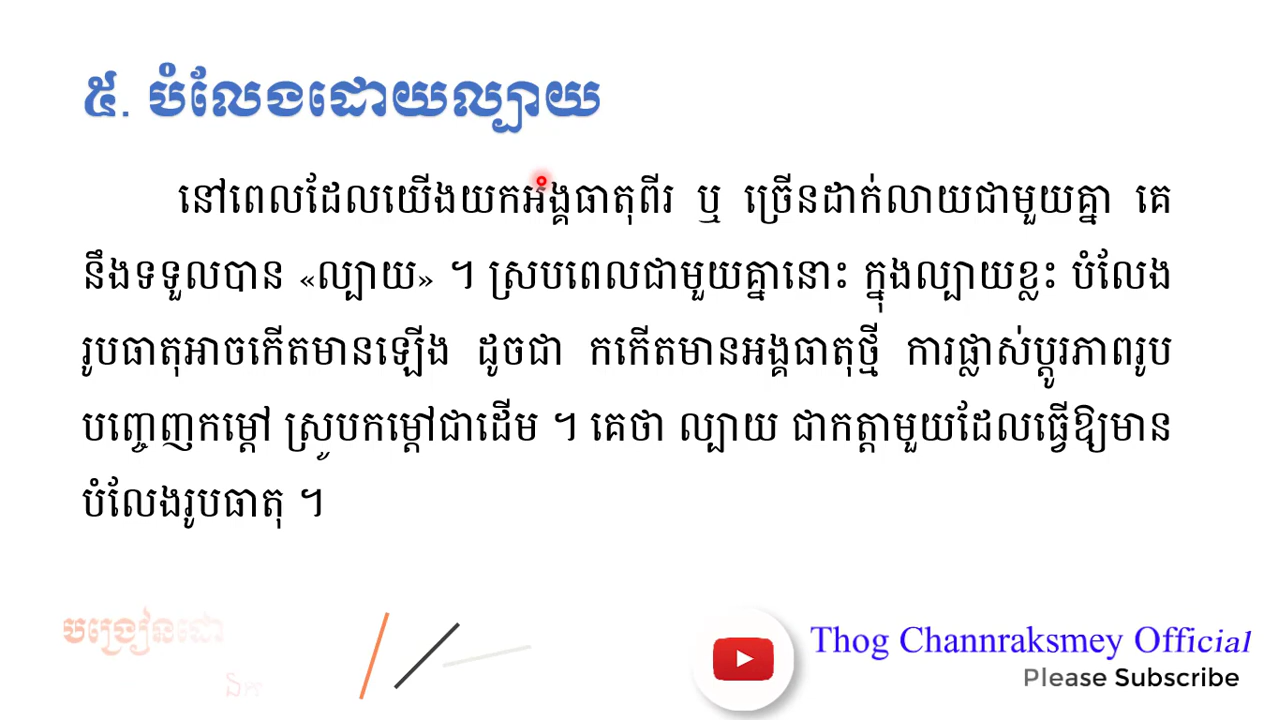 ៥. បំលែងដោយល្បាយ
នៅពេលដែលយើងយកអំង្គធាតុពីរ ឬ ច្រើនដាក់លាយជាមួយគ្នា គេ
នឹងទទួលបាន «ល្បាយ» ។ ស្របពេលជាមួយគ្នានោះ ក្នុងល្បាយខ្លះ បំលែង
រូបធាតុអាចកើតមានឡើង ដូចជា កកើតមានអង្គធាតុថ្មី ការផ្លាស់ប្តូរភាពរូប
បញ្ចេញកម្តៅ ស្រូបកម្តៅជាដើម ។ គេថា ល្បាយ ជាកត្តាមួយដែលធ្វើឱ្យមាន
បំលែងរូបធាតុ ។
បង្រៀនដោ
Thog Channraksmey Official
Please Subscribe